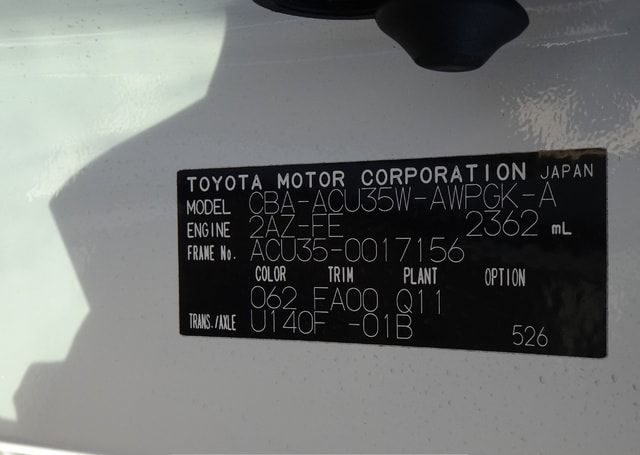 TOYOTA MOTOR CORPORATION JAPAN
MODEL CBA-ACU35W-AWPGK-A
ENGINE 2AZ-FE 2362 mL
FRAME No. ACU35-0017156
COLOR TRIM PLANT OPTION
062 FA00 Q11
TRANS./AXLE U140F -01B 526